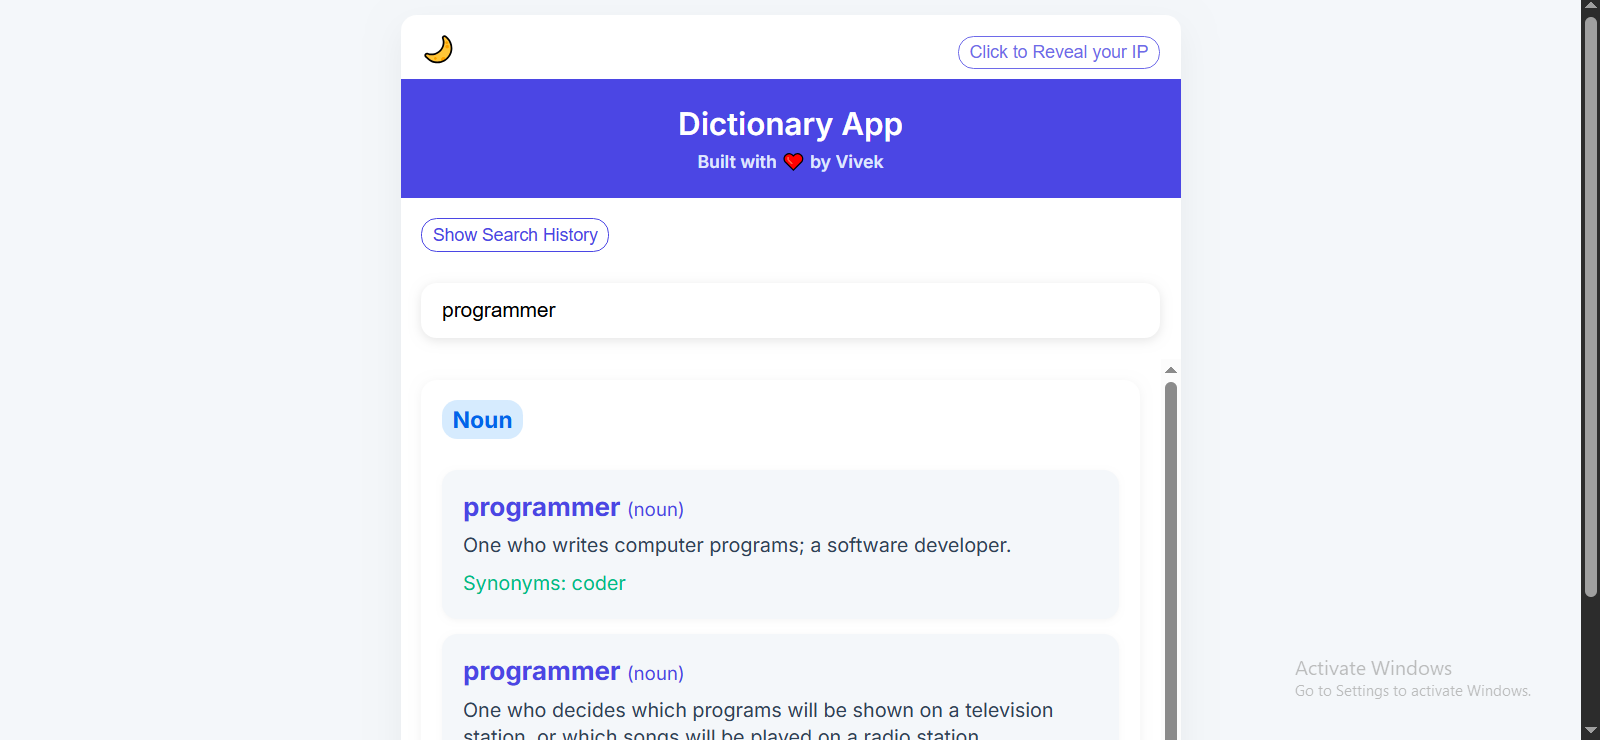 Click to Reveal your IP
Dictionary App
Built with ❤️ by Vivek
Show Search History
programmer
Noun
programmer (noun)
One who writes computer programs; a software developer.
Synonyms: coder
programmer (noun)
One who decides which programs will be shown on a television
station, or which songs will be played on a radio station.
Activate Windows
Go to Settings to activate Windows.